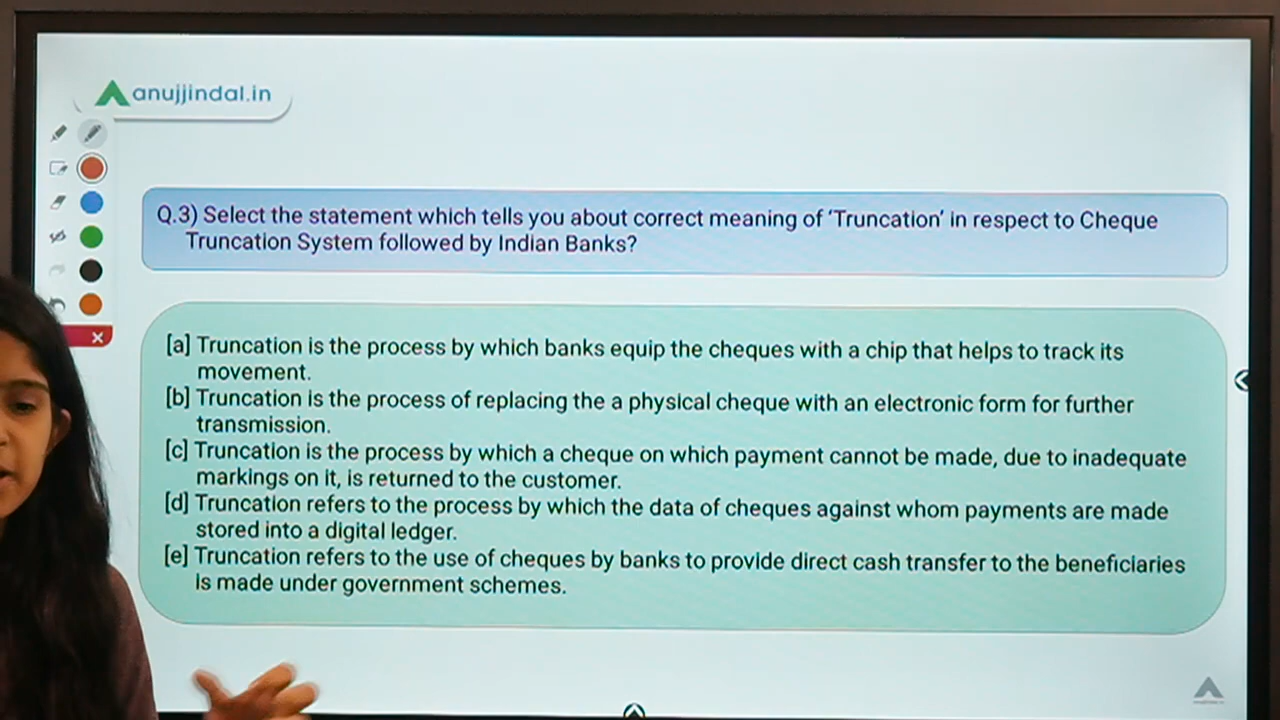 anujjindal.in
Q.3) Select the statement which tells you about correct meaning of ‘Truncation’ in respect to Cheque
Truncation System followed by Indian Banks?
[a] Truncation is the process by which banks equip the cheques with a chip that helps to track its
movement.
[b] Truncation is the process of replacing the a physical cheque with an electronic form for further
transmission.
[c] Truncation is the process by which a cheque on which payment cannot be made, due to inadequate
markings on it, is returned to the customer.
[d] Truncation refers to the process by which the data of cheques against whom payments are made
stored into a digital ledger.
[e] Truncation refers to the use of cheques by banks to provide direct cash transfer to the beneficiaries
is made under government schemes.